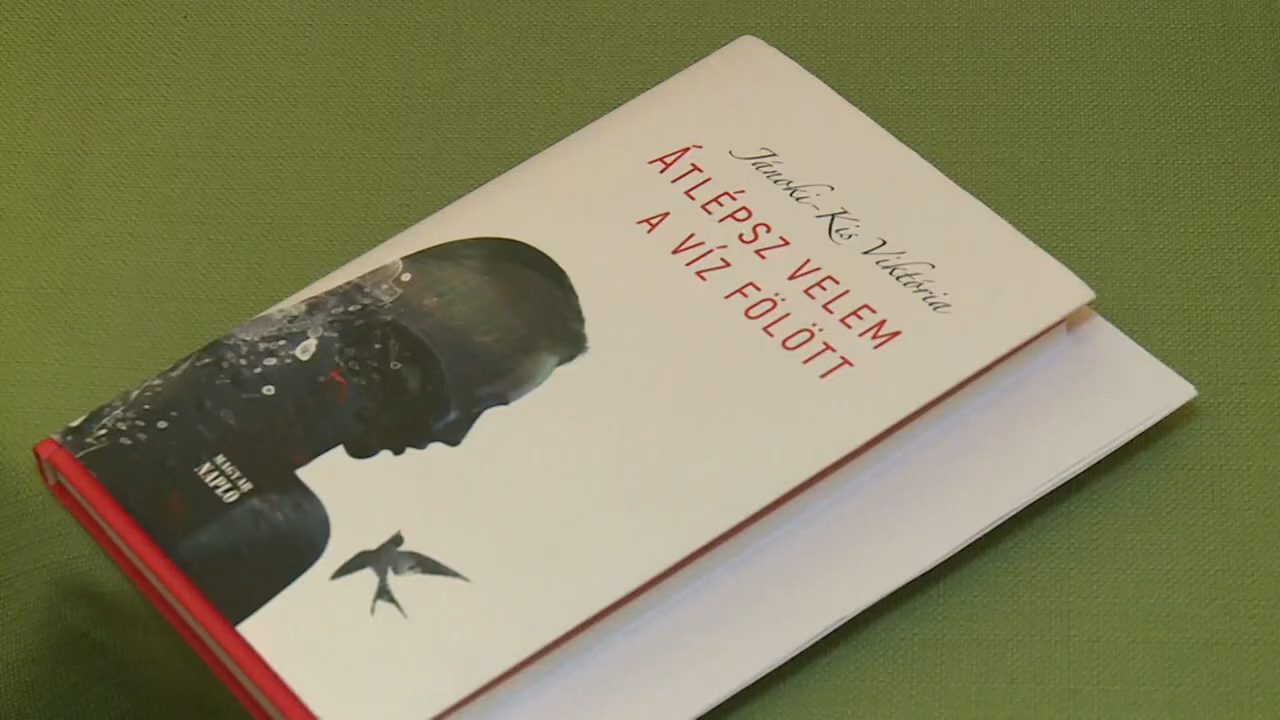 Jánoki-Kis Viktória
ÁTLÉPSZ VELEM
A VÍZ FÖLÖTT
MAGYAR
NAPLÓ